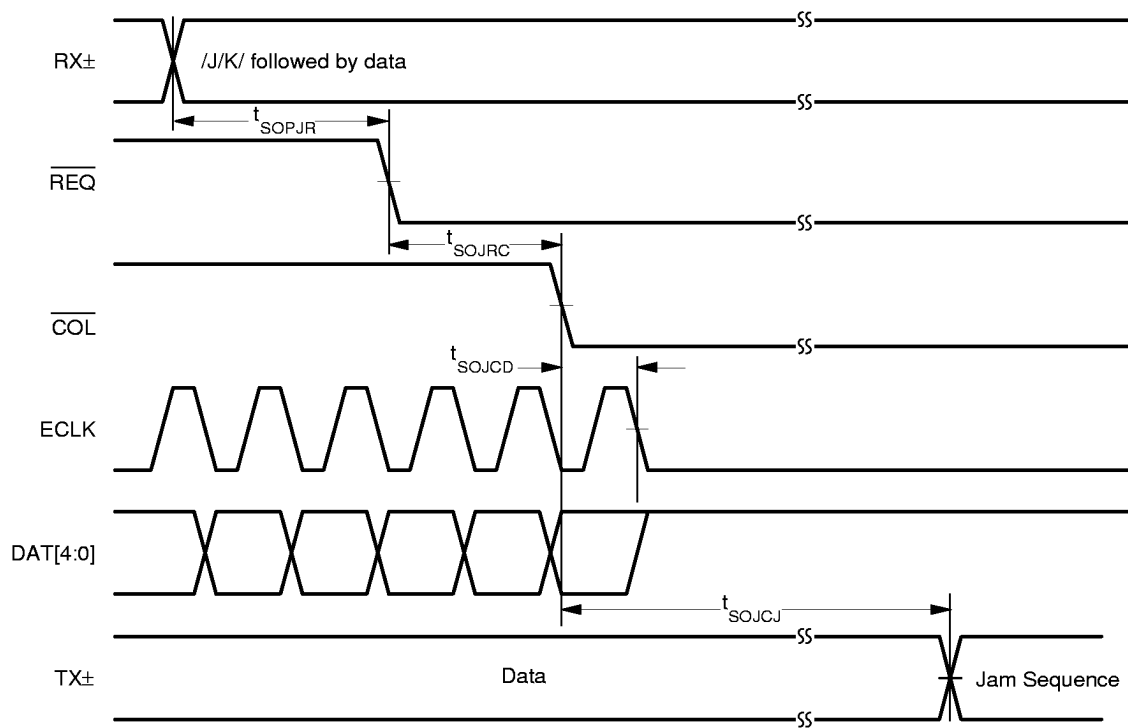 RX±
/J/K/ followed by data
tSOPJR
REQ
tSOJRC
COL
tSOJCD
ECLK
DAT[4:0]
tSOJCJ
TX±
Data
Jam Sequence